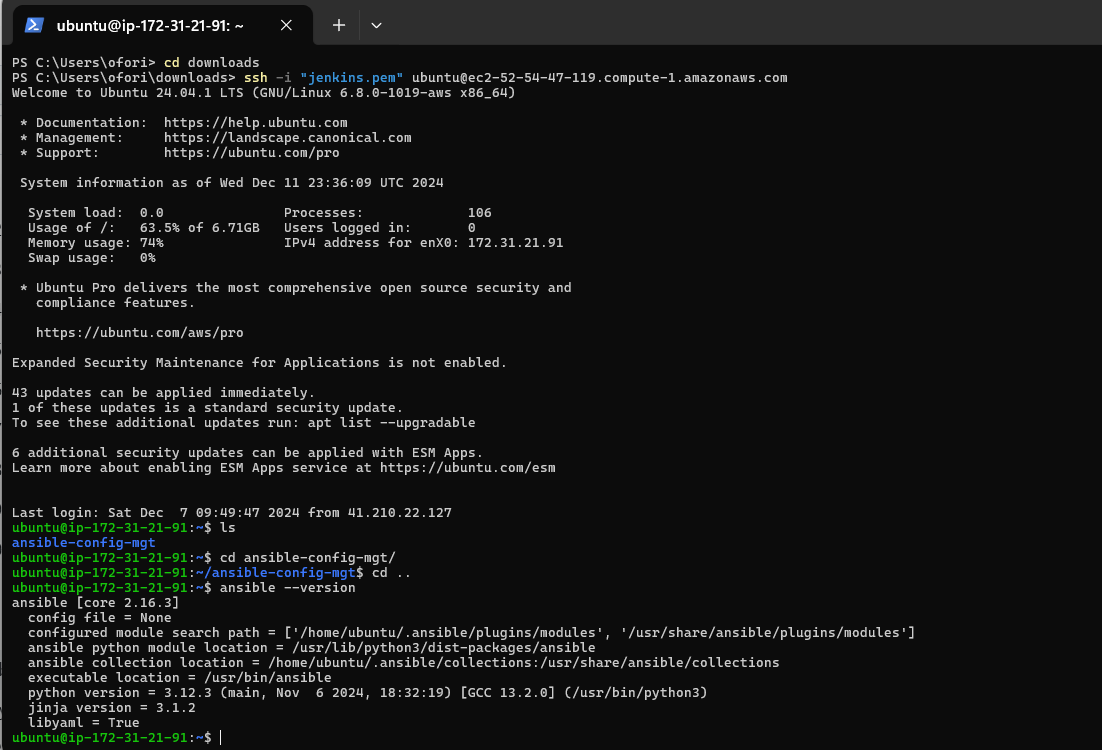 ubuntu@ip-172-31-21-91: ~
PS C:\Users\ofori> cd downloads
PS C:\Users\ofori\downloads> ssh -i "jenkins.pem" ubuntu@ec2-52-54-47-119.compute-1.amazonaws.com
Welcome to Ubuntu 24.04.1 LTS (GNU/Linux 6.8.0-1019-aws x86_64)

 * Documentation:  https://help.ubuntu.com
 * Management:     https://landscape.canonical.com
 * Support:        https://ubuntu.com/pro

 System information as of Wed Dec 11 23:36:09 UTC 2024

  System load:  0.0               Processes:             106
  Usage of /:   63.5% of 6.71GB   Users logged in:       0
  Memory usage: 74%               IPv4 address for enX0: 172.31.21.91
  Swap usage:   0%

 * Ubuntu Pro delivers the most comprehensive open source security and
   compliance features.

   https://ubuntu.com/aws/pro

Expanded Security Maintenance for Applications is not enabled.

43 updates can be applied immediately.
1 of these updates is a standard security update.
To see these additional updates run: apt list --upgradable

6 additional security updates can be applied with ESM Apps.
Learn more about enabling ESM Apps service at https://ubuntu.com/esm


Last login: Sat Dec  7 09:49:47 2024 from 41.210.22.127
ubuntu@ip-172-31-21-91:~$ ls
ansible-config-mgt
ubuntu@ip-172-31-21-91:~$ cd ansible-config-mgt/
ubuntu@ip-172-31-21-91:~/ansible-config-mgt$ cd ..
ubuntu@ip-172-31-21-91:~$ ansible --version
ansible [core 2.16.3]
  config file = None
  configured module search path = ['/home/ubuntu/.ansible/plugins/modules', '/usr/share/ansible/plugins/modules']
  ansible python module location = /usr/lib/python3/dist-packages/ansible
  ansible collection location = /home/ubuntu/.ansible/collections:/usr/share/ansible/collections
  executable location = /usr/bin/ansible
  python version = 3.12.3 (main, Nov  6 2024, 18:32:19) [GCC 13.2.0] (/usr/bin/python3)
  jinja version = 3.1.2
  libyaml = True
ubuntu@ip-172-31-21-91:~$